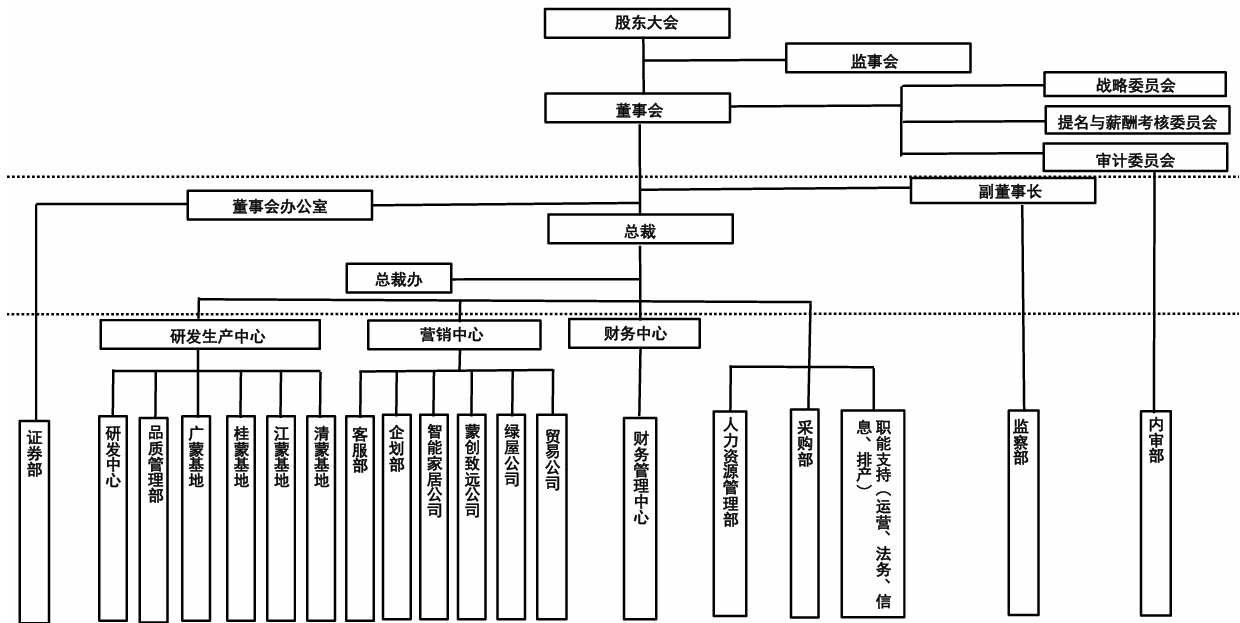 股东大会
监事会
董事会
战略委员会
提名与薪酬考核委员会
审计委员会
副董事长
董事会办公室
总裁
总裁办
研发生产中心
营销中心
财务中心
证券部
研发中心
品质管理部
广蒙基地
桂蒙基地
江蒙基地
清蒙基地
客服部
企划部
智能家居公司
蒙创致远公司
绿屋公司
贸易公司
财务管理中心
人力资源管理部
采购部
职能支持（运营、法务、信
息、排产）
监察部
内审部